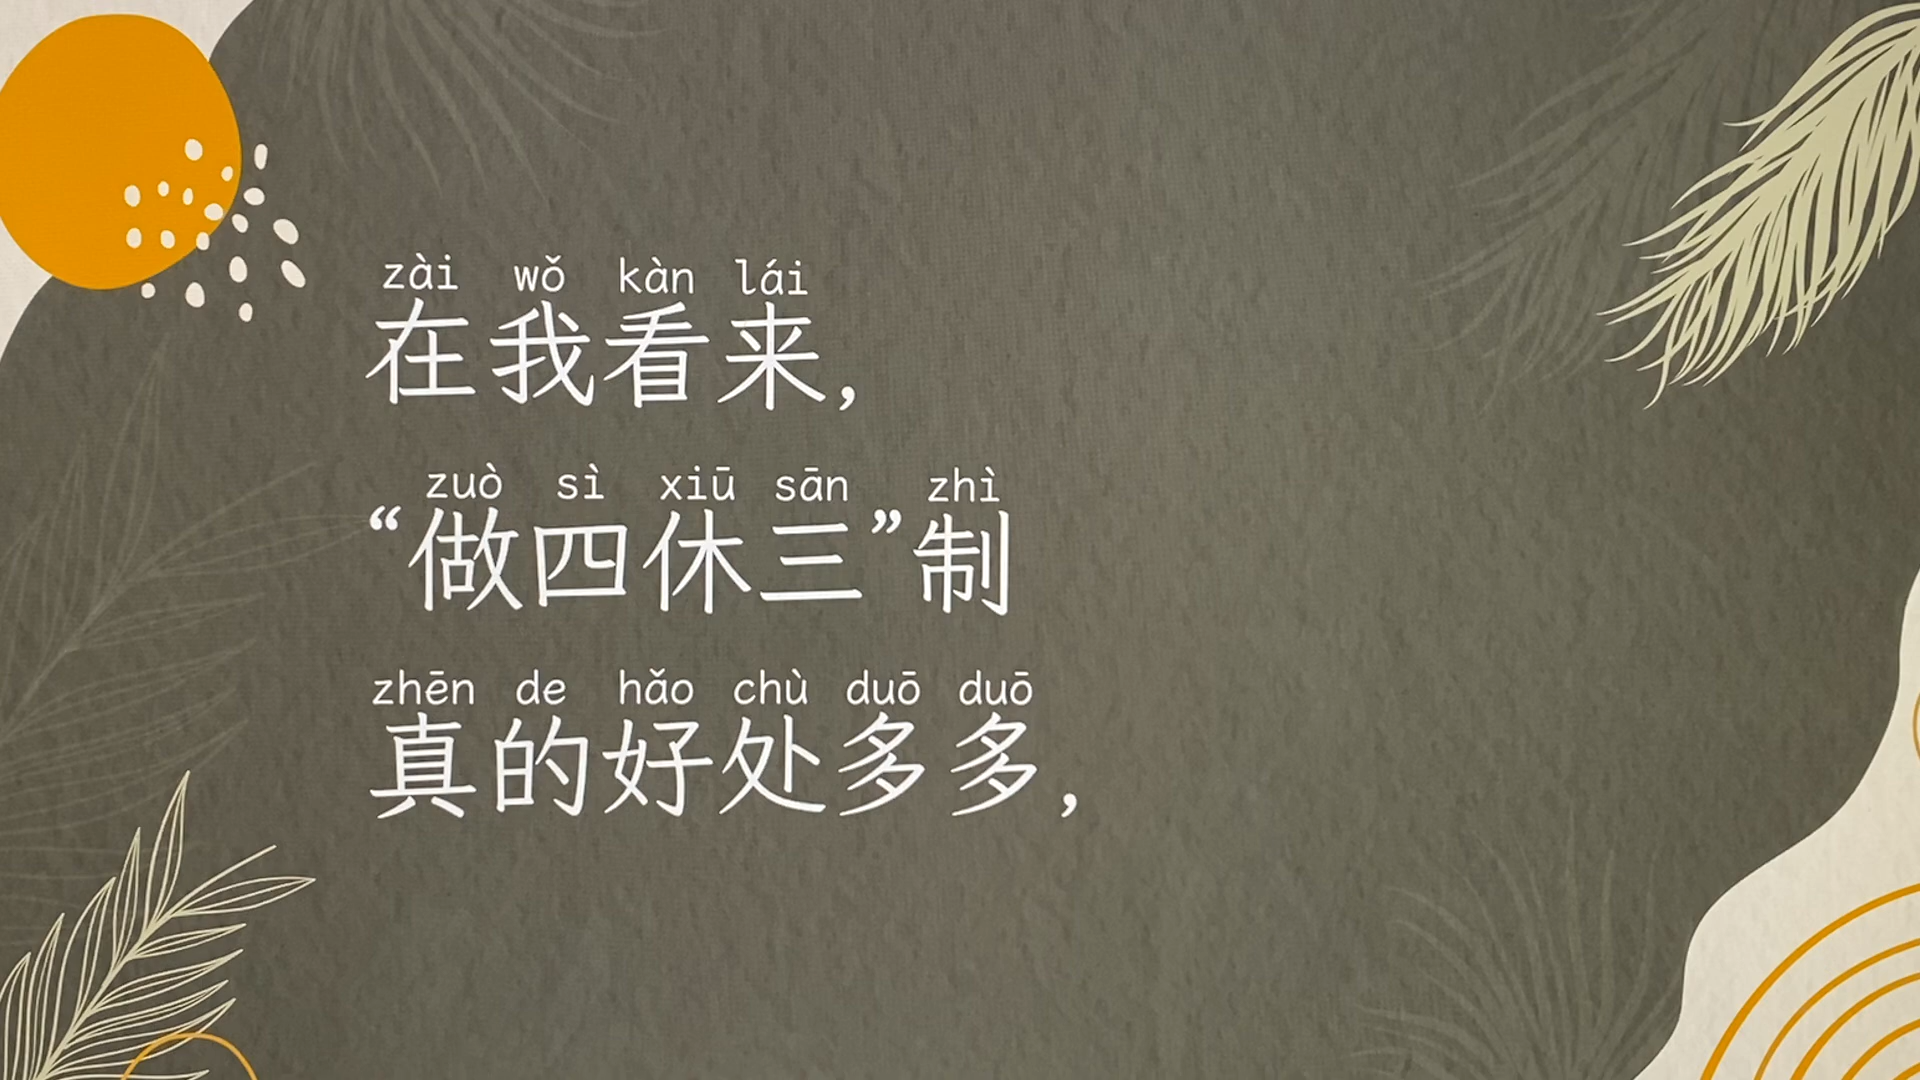 zài wǒ kàn lái
在我看来，
zuò sì xiū sān zhì
“做四休三”制
zhēn de hǎo chù duō duō
真的好处多多，